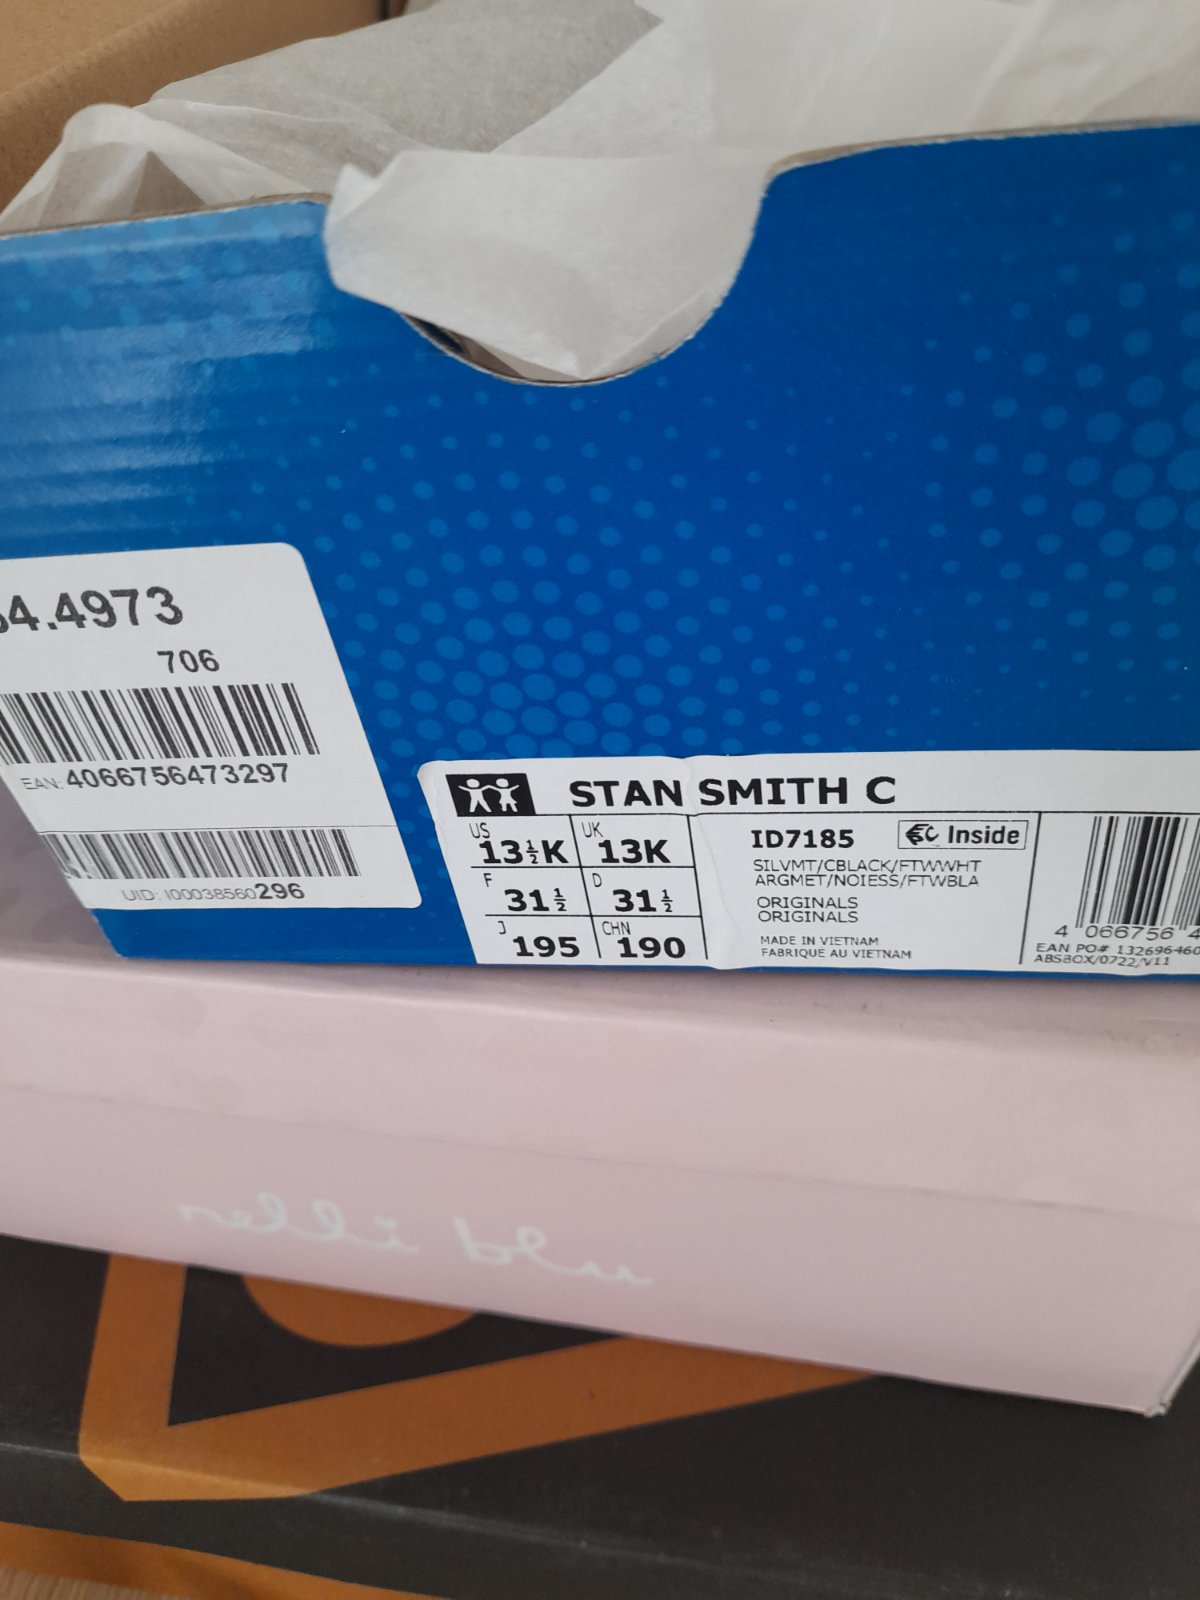 4.4973
706
EAN: 4066756473297
UID: I00038560296
STAN SMITH C
US 13½K UK 13K
F 31½ D 31½
J 195 CHN 190
ID7185
Inside
SILVMT/CBLACK/FTWWHT
ARGMET/NOIESS/FTWBLA
ORIGINALS
ORIGINALS
MADE IN VIETNAM
FABRIQUE AU VIETNAM
4 066756 4
EAN PO# 132696460
ABSBOX/0722/V11
nelli blu